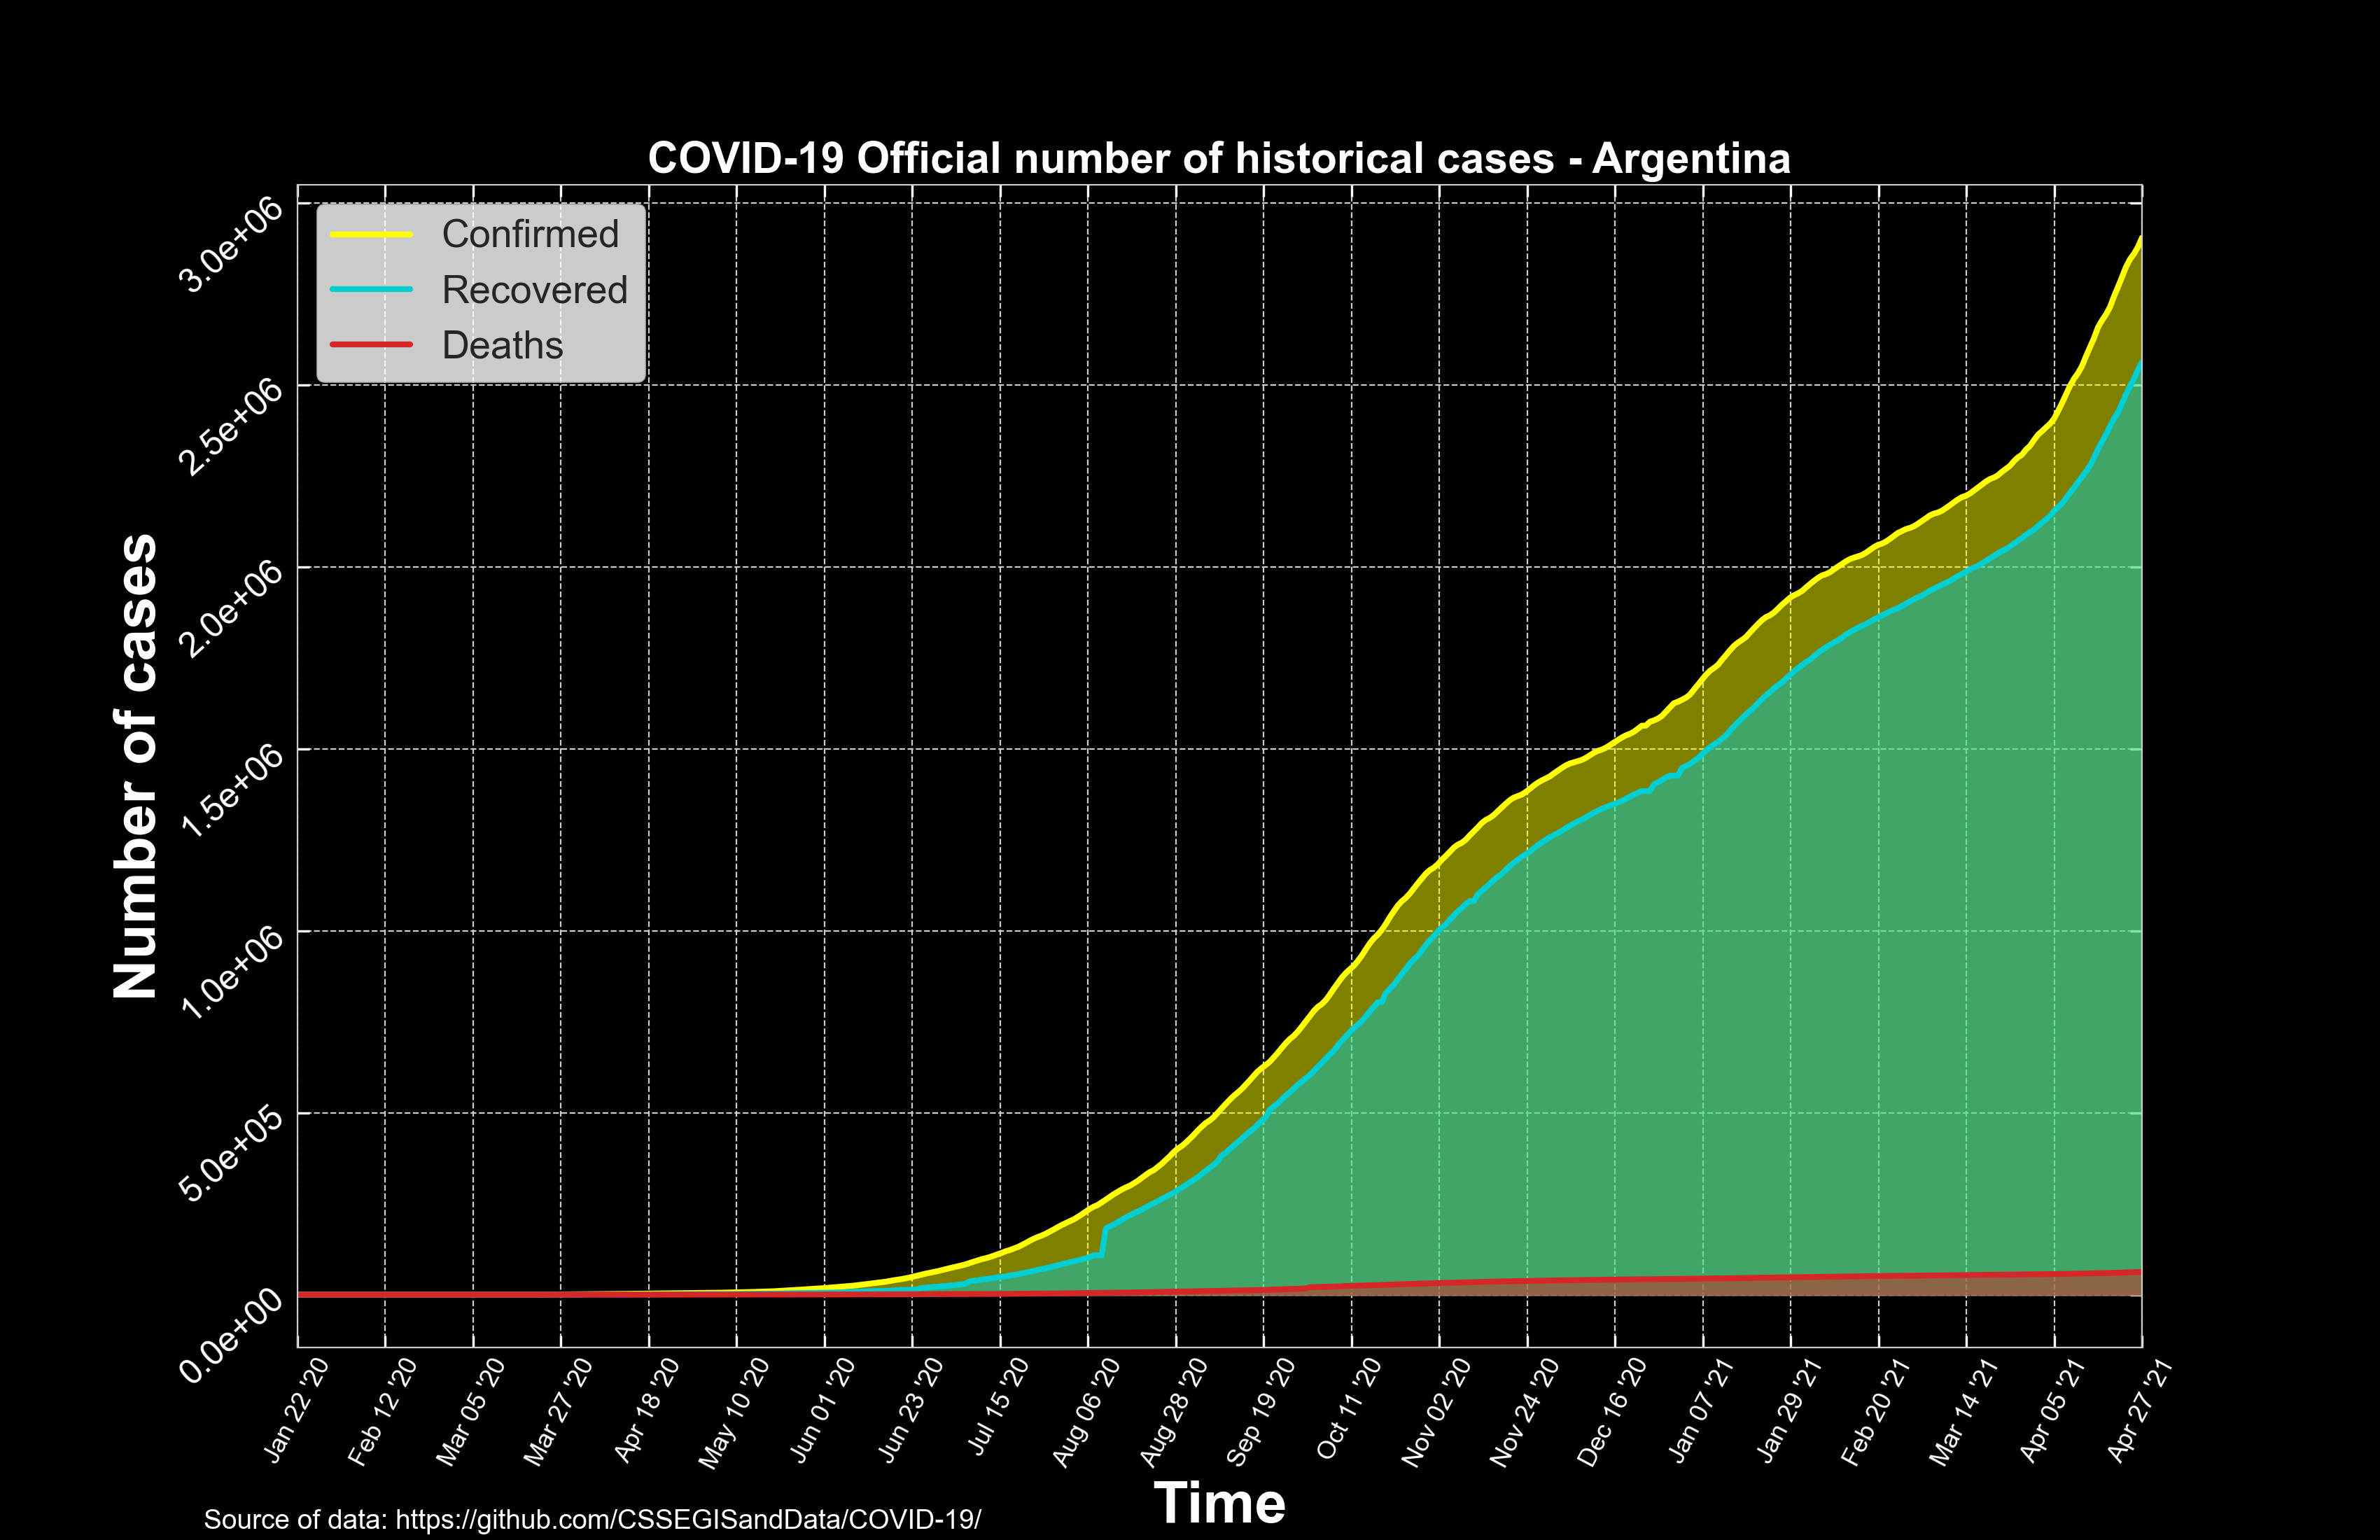 COVID-19 Official number of historical cases - Argentina
Confirmed
Recovered
Deaths
Number of cases
3.0e+06
2.5e+06
2.0e+06
1.5e+06
1.0e+06
5.0e+05
0.0e+00
Jan 22 '20
Feb 12 '20
Mar 05 '20
Mar 27 '20
Apr 18 '20
May 10 '20
Jun 01 '20
Jun 23 '20
Jul 15 '20
Aug 06 '20
Aug 28 '20
Sep 19 '20
Oct 11 '20
Nov 02 '20
Nov 24 '20
Dec 16 '20
Jan 07 '21
Jan 29 '21
Feb 20 '21
Mar 14 '21
Apr 05 '21
Apr 27 '21
Time
Source of data: https://github.com/CSSEGISandData/COVID-19/